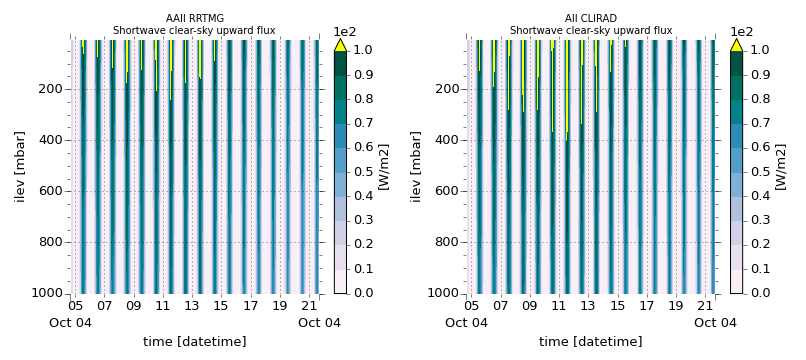 AAII RRTMG
Shortwave clear-sky upward flux
1e2
1.0
0.9
0.8
0.7
0.6
0.5
0.4
0.3
0.2
0.1
0.0
[W/m2]
200
400
600
800
1000
ilev [mbar]
05 07 09 11 13 15 17 19 21
Oct 04 Oct 04
time [datetime]
AII CLIRAD
Shortwave clear-sky upward flux
1e2
1.0
0.9
0.8
0.7
0.6
0.5
0.4
0.3
0.2
0.1
0.0
[W/m2]
200
400
600
800
1000
ilev [mbar]
05 07 09 11 13 15 17 19 21
Oct 04 Oct 04
time [datetime]